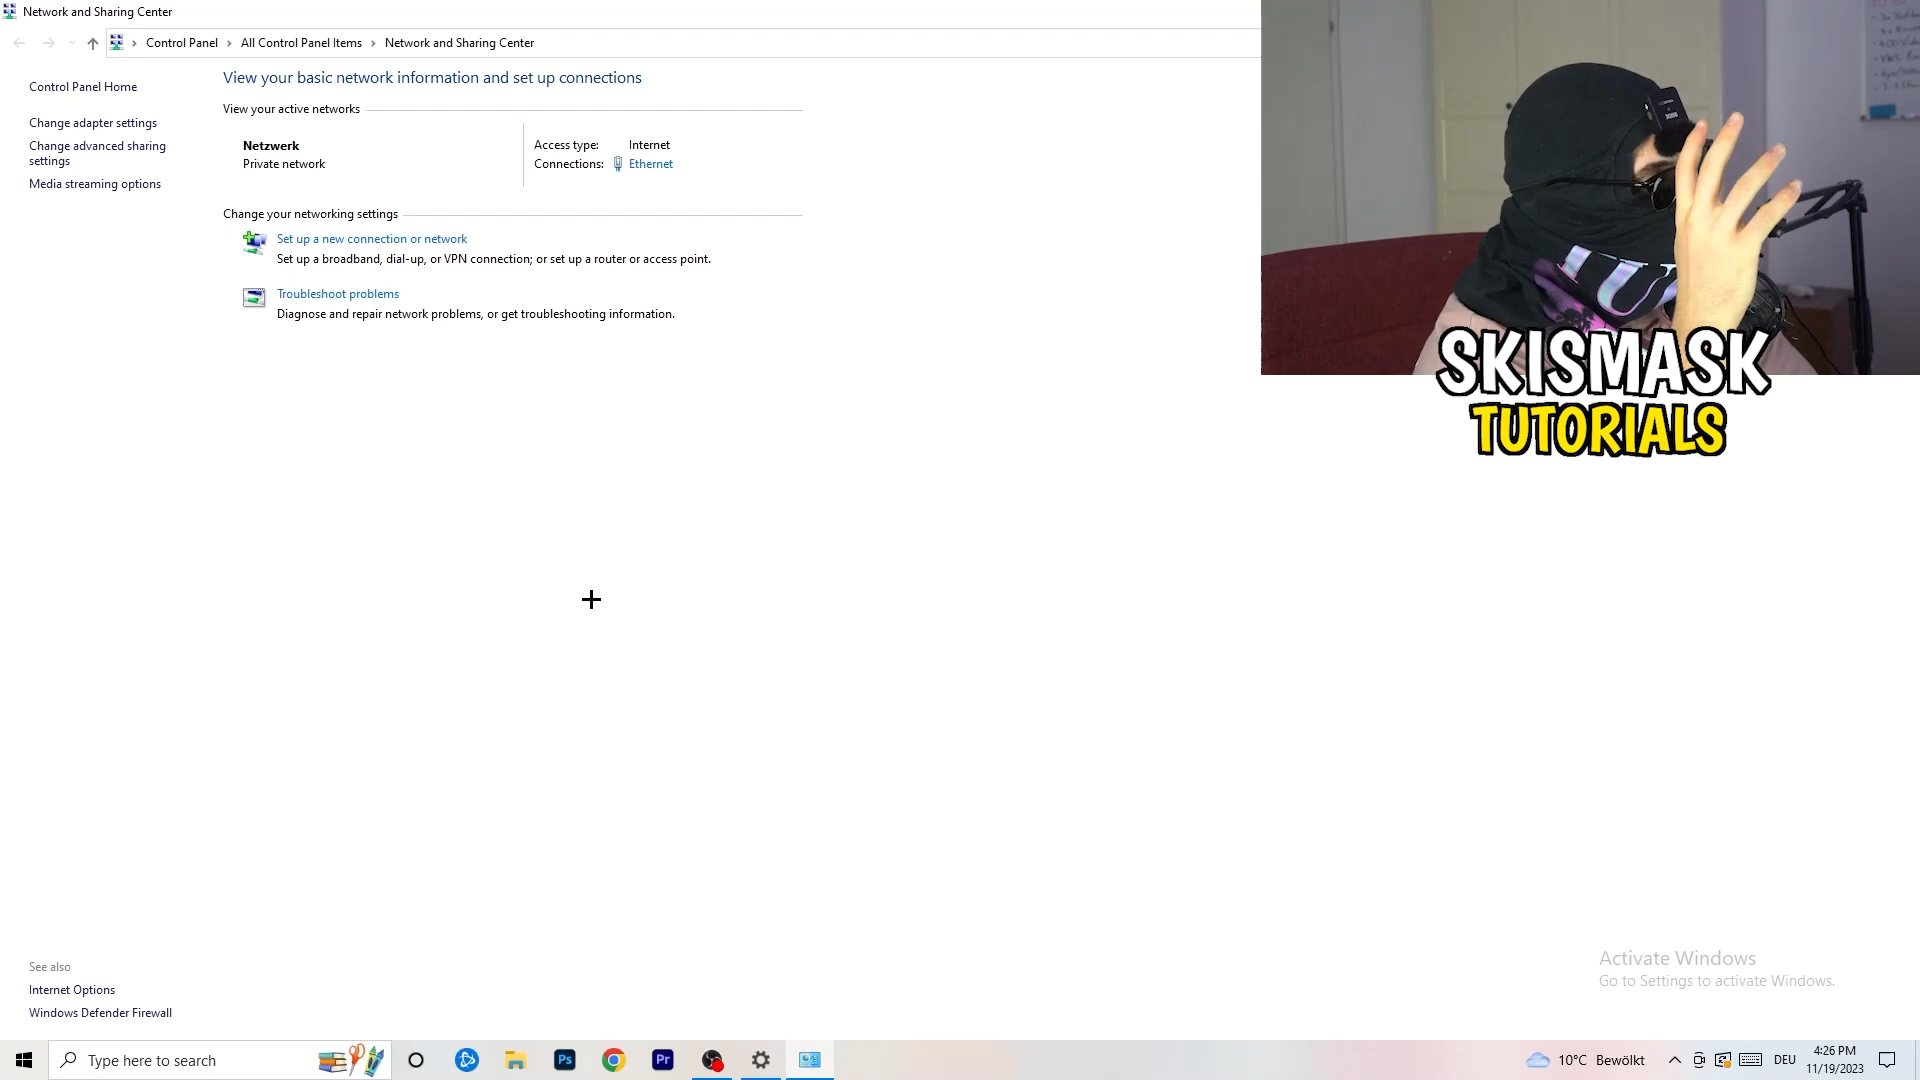 Network and Sharing Center
Control Panel > All Control Panel Items > Network and Sharing Center
Control Panel Home
Change adapter settings
Change advanced sharing
settings
Media streaming options
View your basic network information and set up connections
View your active networks
Netzwerk
Private network
Access type: Internet
Connections: Ethernet
Change your networking settings
Set up a new connection or network
Set up a broadband, dial-up, or VPN connection; or set up a router or access point.
Troubleshoot problems
Diagnose and repair network problems, or get troubleshooting information.
SKISMASK
TUTORIALS
Activate Windows
Go to Settings to activate Windows.
See also
Internet Options
Windows Defender Firewall
Type here to search
Ps
Pr
10°C Bewölkt
DEU
4:26 PM
11/19/2023